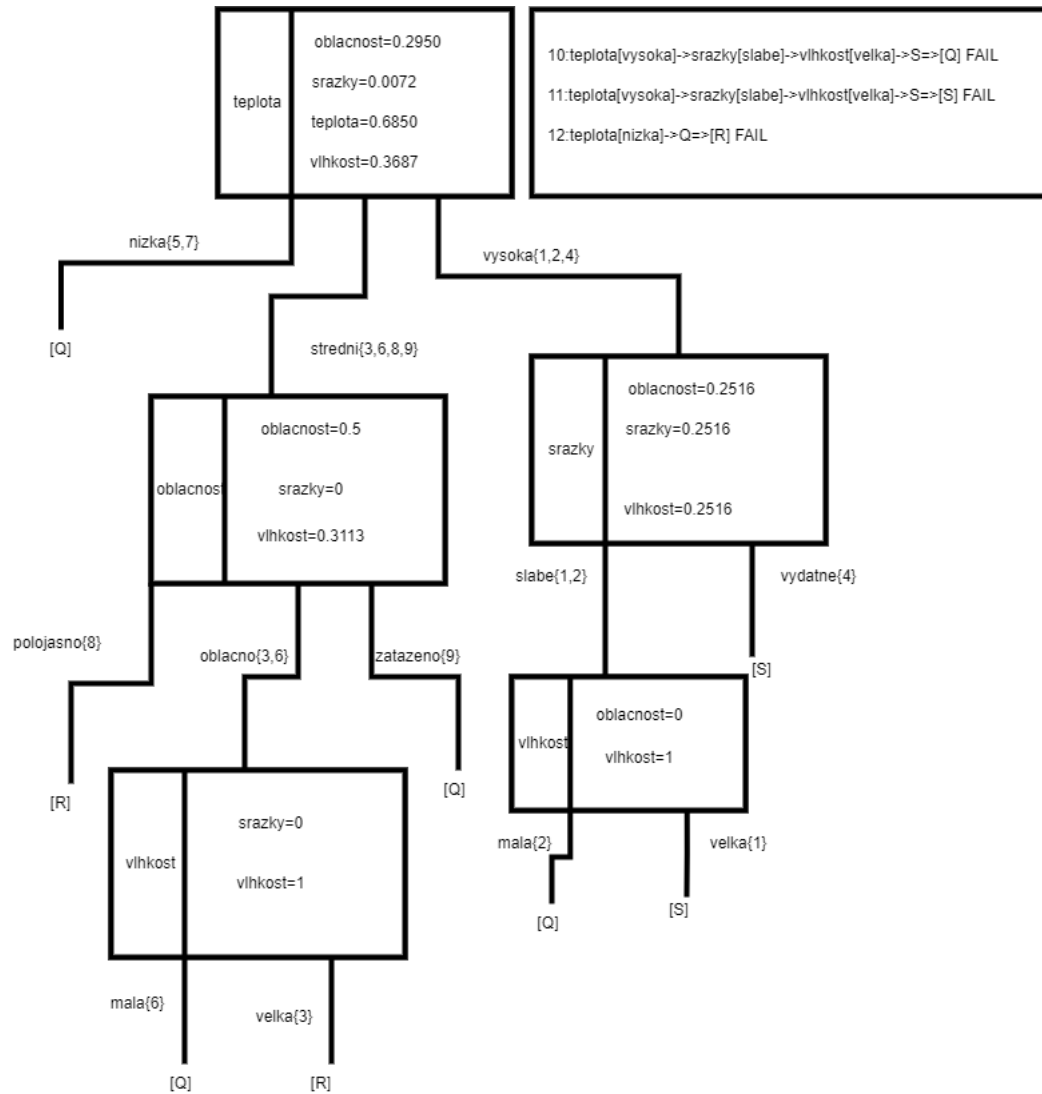 teplota
oblacnost=0.2950
srazky=0.0072
teplota=0.6850
vlhkost=0.3687
10:teplota[vysoka]->srazky[slabe]->vlhkost[velka]->S=>[Q] FAIL
11:teplota[vysoka]->srazky[slabe]->vlhkost[velka]->S=>[S] FAIL
12:teplota[nizka]->Q=>[R] FAIL
nizka{5,7}
vysoka{1,2,4}
[Q]
stredni{3,6,8,9}
oblacnost
oblacnost=0.5
srazky=0
vlhkost=0.3113
srazky
oblacnost=0.2516
srazky=0.2516
vlhkost=0.2516
slabe{1,2}
vydatne{4}
polojasno{8}
oblacno{3,6}
zatazeno{9}
[S]
[R]
[Q]
vlhkost
oblacnost=0
vlhkost=1
vlhkost
srazky=0
vlhkost=1
mala{2}
velka{1}
[Q]
[S]
mala{6}
velka{3}
[Q]
[R]